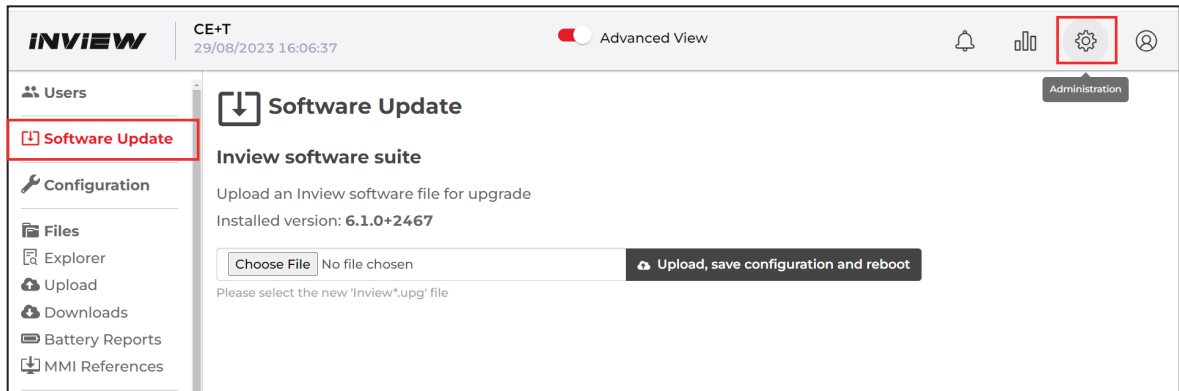 INVIEW
CE+T
29/08/2023 16:06:37
Advanced View
Administration
Users
Software Update
Configuration
Files
Explorer
Upload
Downloads
Battery Reports
MMI References
Software Update
Inview software suite
Upload an Inview software file for upgrade
Installed version: 6.1.0+2467
Choose File No file chosen
Upload, save configuration and reboot
Please select the new 'Inview*.upg' file